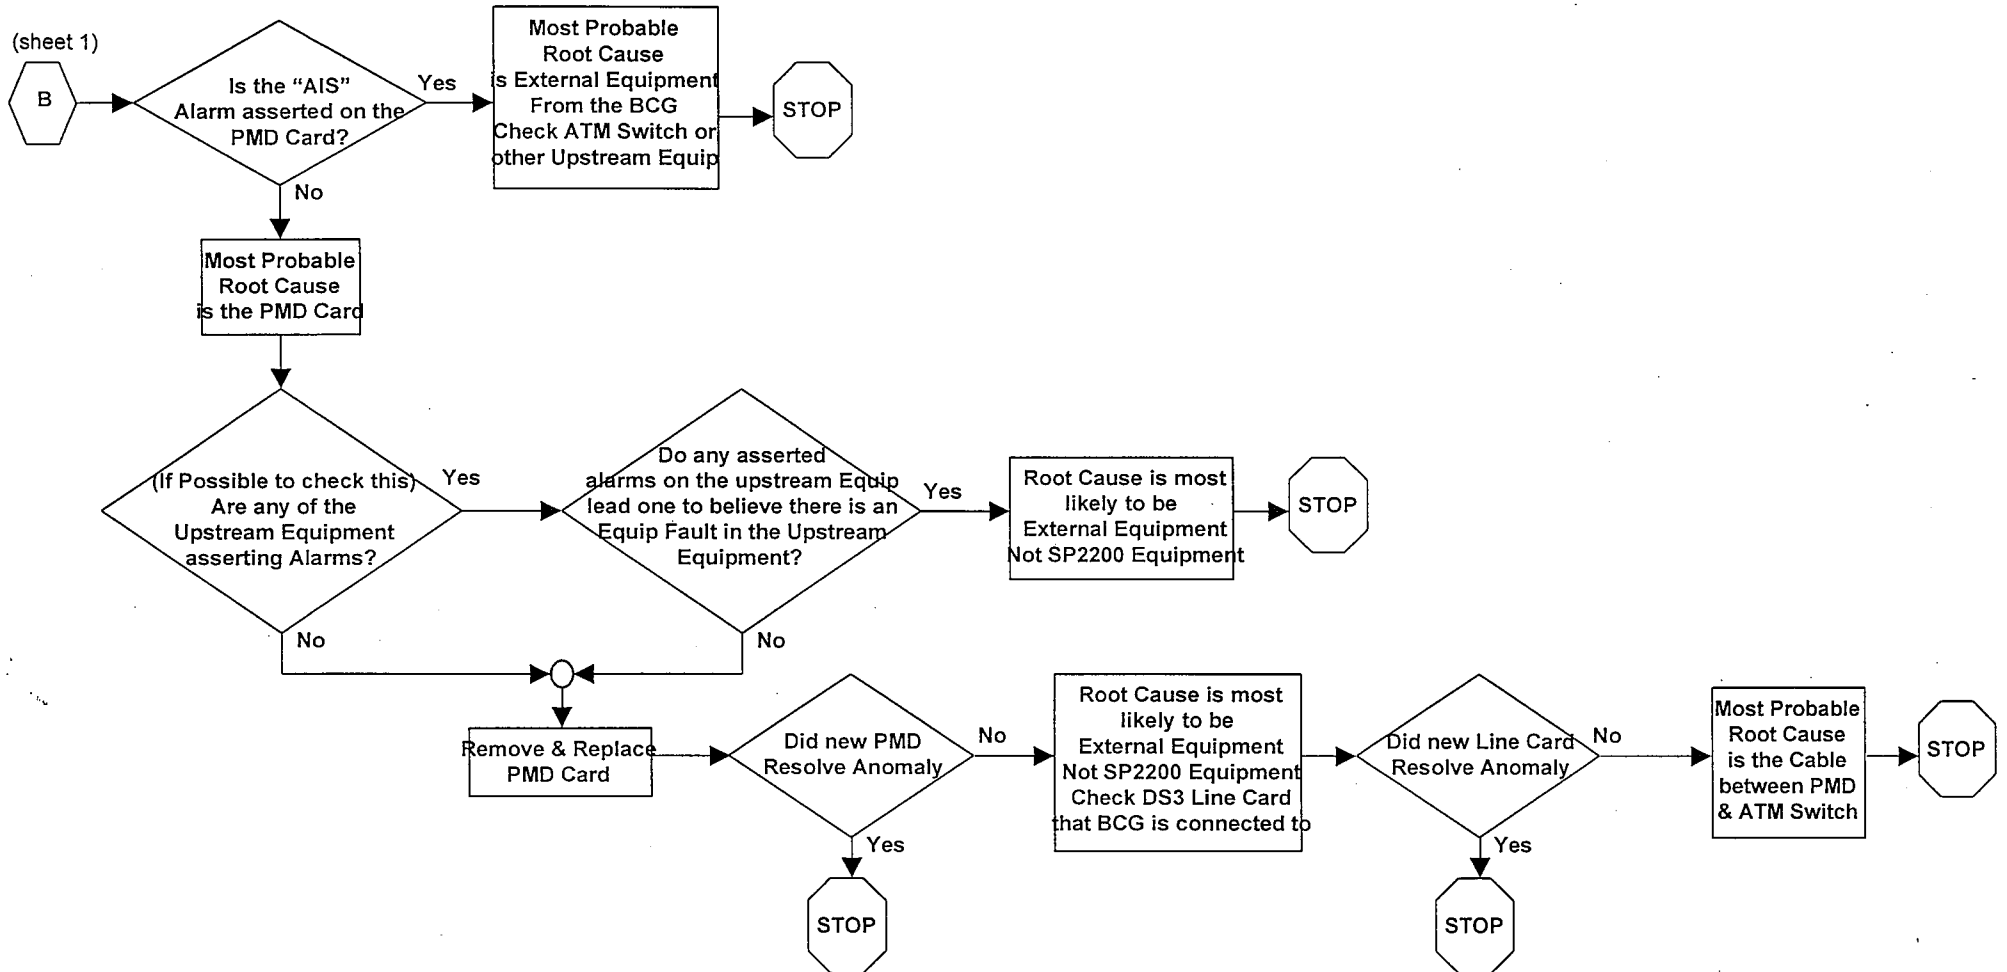 (sheet 1)
B
Is the “AIS”
Alarm asserted on the
PMD Card?
Yes
Most Probable
Root Cause
is External Equipment
From the BCG
Check ATM Switch or
other Upstream Equip
STOP
No
Most Probable
Root Cause
is the PMD Card
(If Possible to check this)
Are any of the
Upstream Equipment
asserting Alarms?
Yes
Do any asserted
alarms on the upstream Equip
lead one to believe there is an
Equip Fault in the Upstream
Equipment?
Yes
Root Cause is most
likely to be
External Equipment
Not SP2200 Equipment
STOP
No
No
Remove & Replace
PMD Card
Did new PMD
Resolve Anomaly
No
Root Cause is most
likely to be
External Equipment
Not SP2200 Equipment
Check DS3 Line Card
that BCG is connected to
Did new Line Card
Resolve Anomaly
No
Most Probable
Root Cause
is the Cable
between PMD
& ATM Switch
STOP
Yes
STOP
Yes
STOP